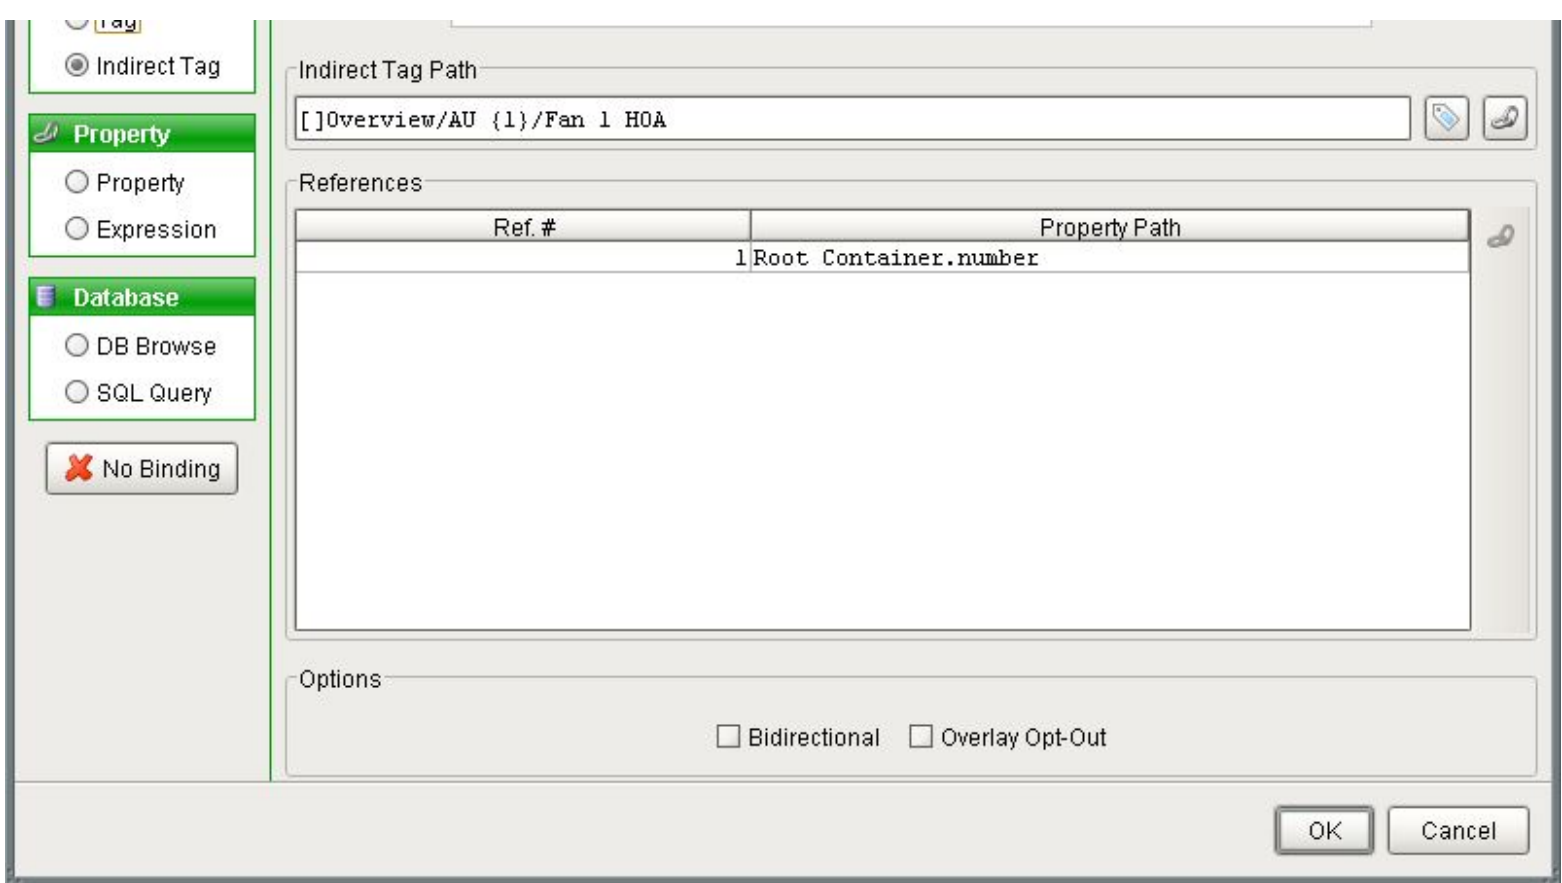 Tag
Indirect Tag
Indirect Tag Path
[]Overview/AU {1}/Fan 1 HOA
Property
Property
Expression
References
Ref. # Property Path
1 Root Container.number
Database
DB Browse
SQL Query
No Binding
Options
Bidirectional Overlay Opt-Out
OK Cancel